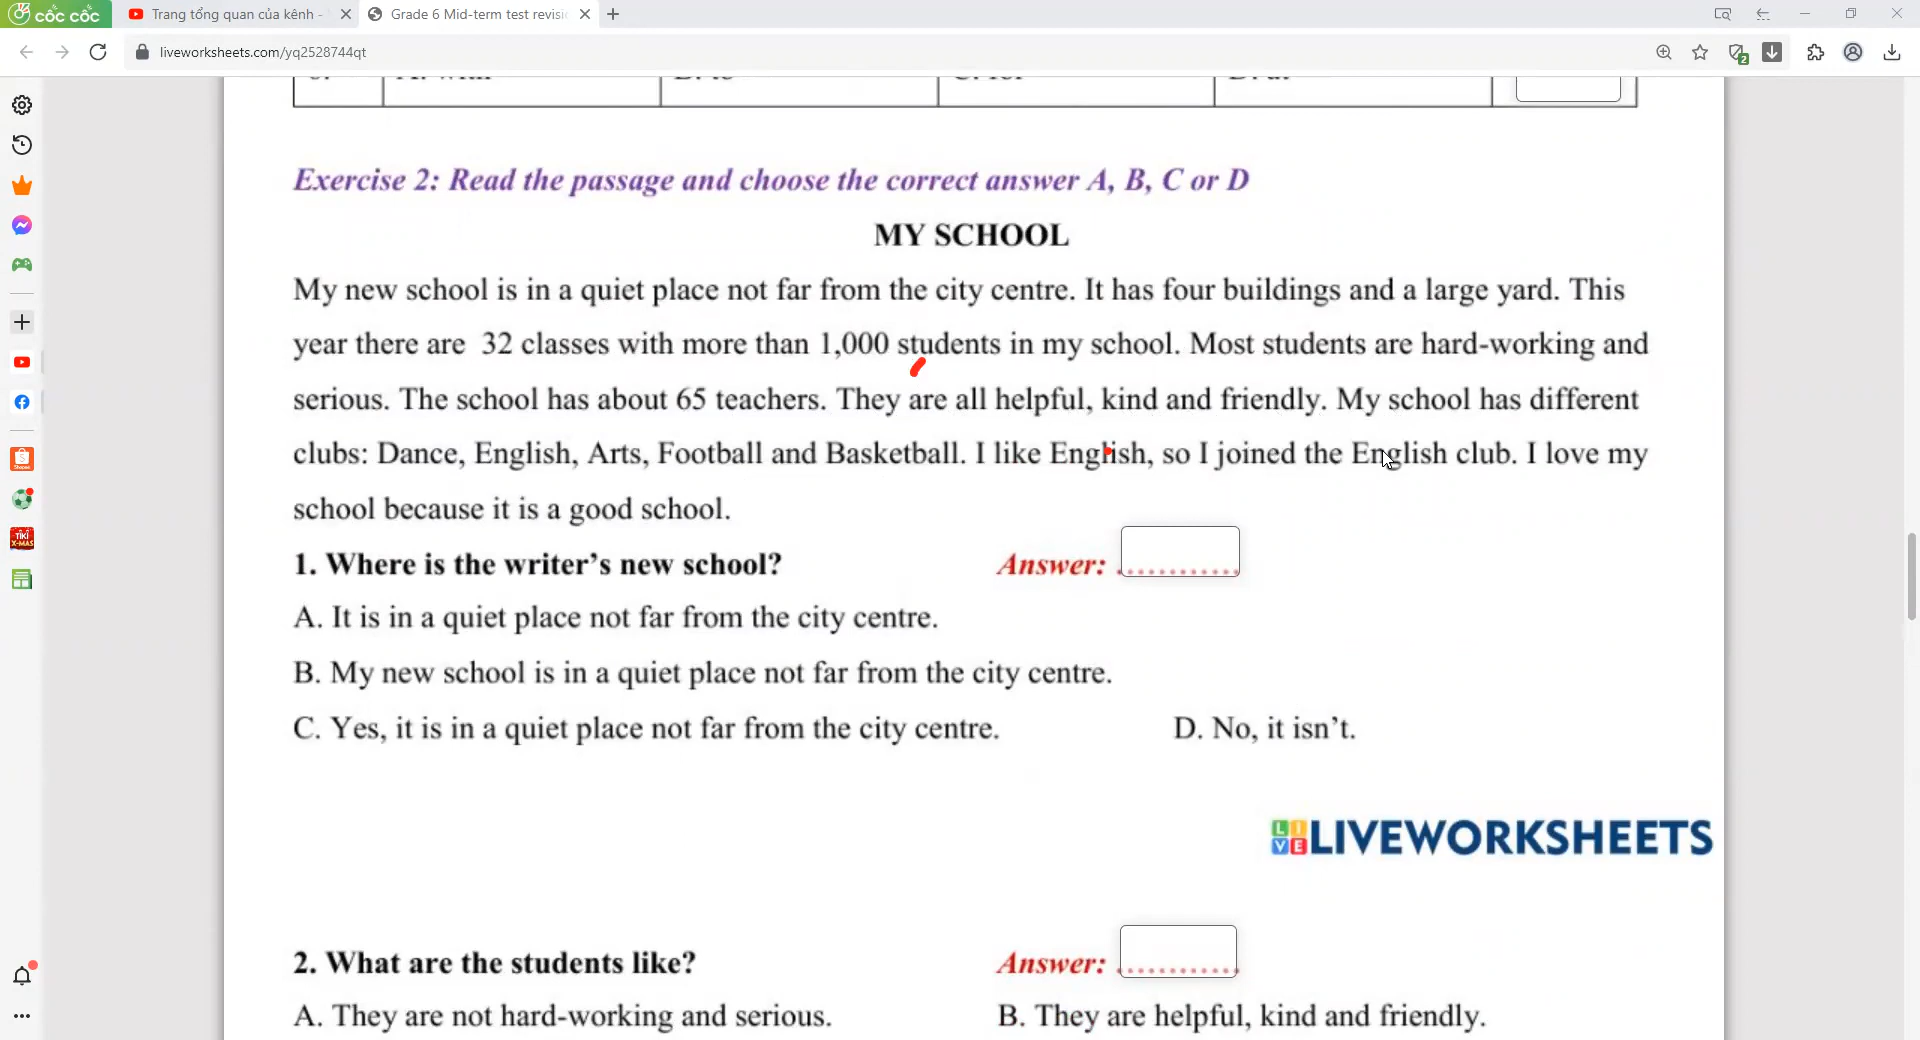 cốc cốc
Trang tổng quan của kênh -
Grade 6 Mid-term test revisi
liveworksheets.com/yq2528744qt
2
Exercise 2: Read the passage and choose the correct answer A, B, C or D
MY SCHOOL
My new school is in a quiet place not far from the city centre. It has four buildings and a large yard. This
year there are 32 classes with more than 1,000 students in my school. Most students are hard-working and
serious. The school has about 65 teachers. They are all helpful, kind and friendly. My school has different
clubs: Dance, English, Arts, Football and Basketball. I like English, so I joined the English club. I love my
school because it is a good school.
1. Where is the writer’s new school? Answer: ............
A. It is in a quiet place not far from the city centre.
B. My new school is in a quiet place not far from the city centre.
C. Yes, it is in a quiet place not far from the city centre. D. No, it isn’t.
LIVE LIVEWORKSHEETS
2. What are the students like? Answer: ............
A. They are not hard-working and serious. B. They are helpful, kind and friendly.